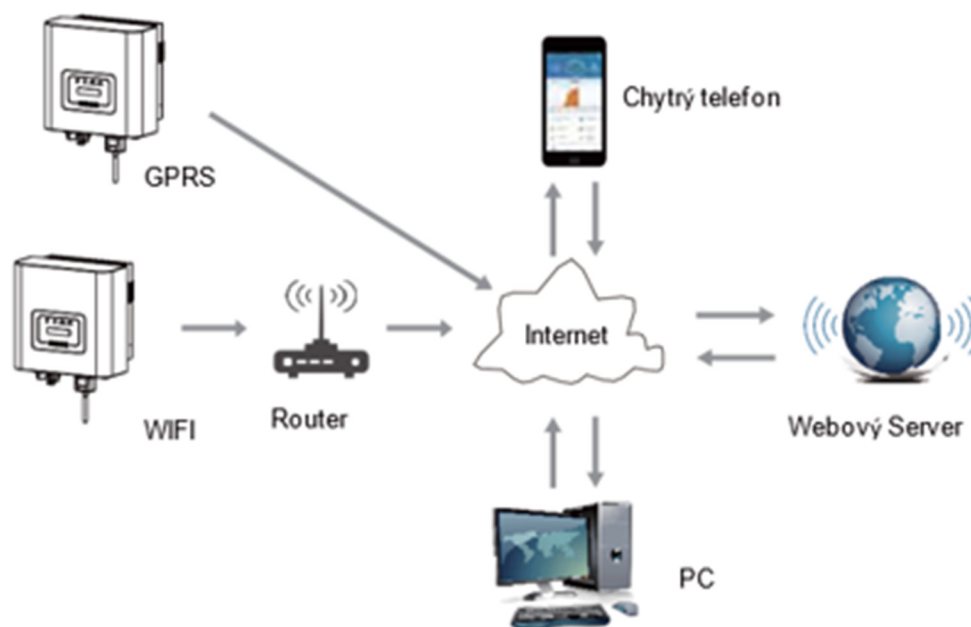 Chytrý telefon
GPRS
Internet
WIFI
Router
Webový Server
PC